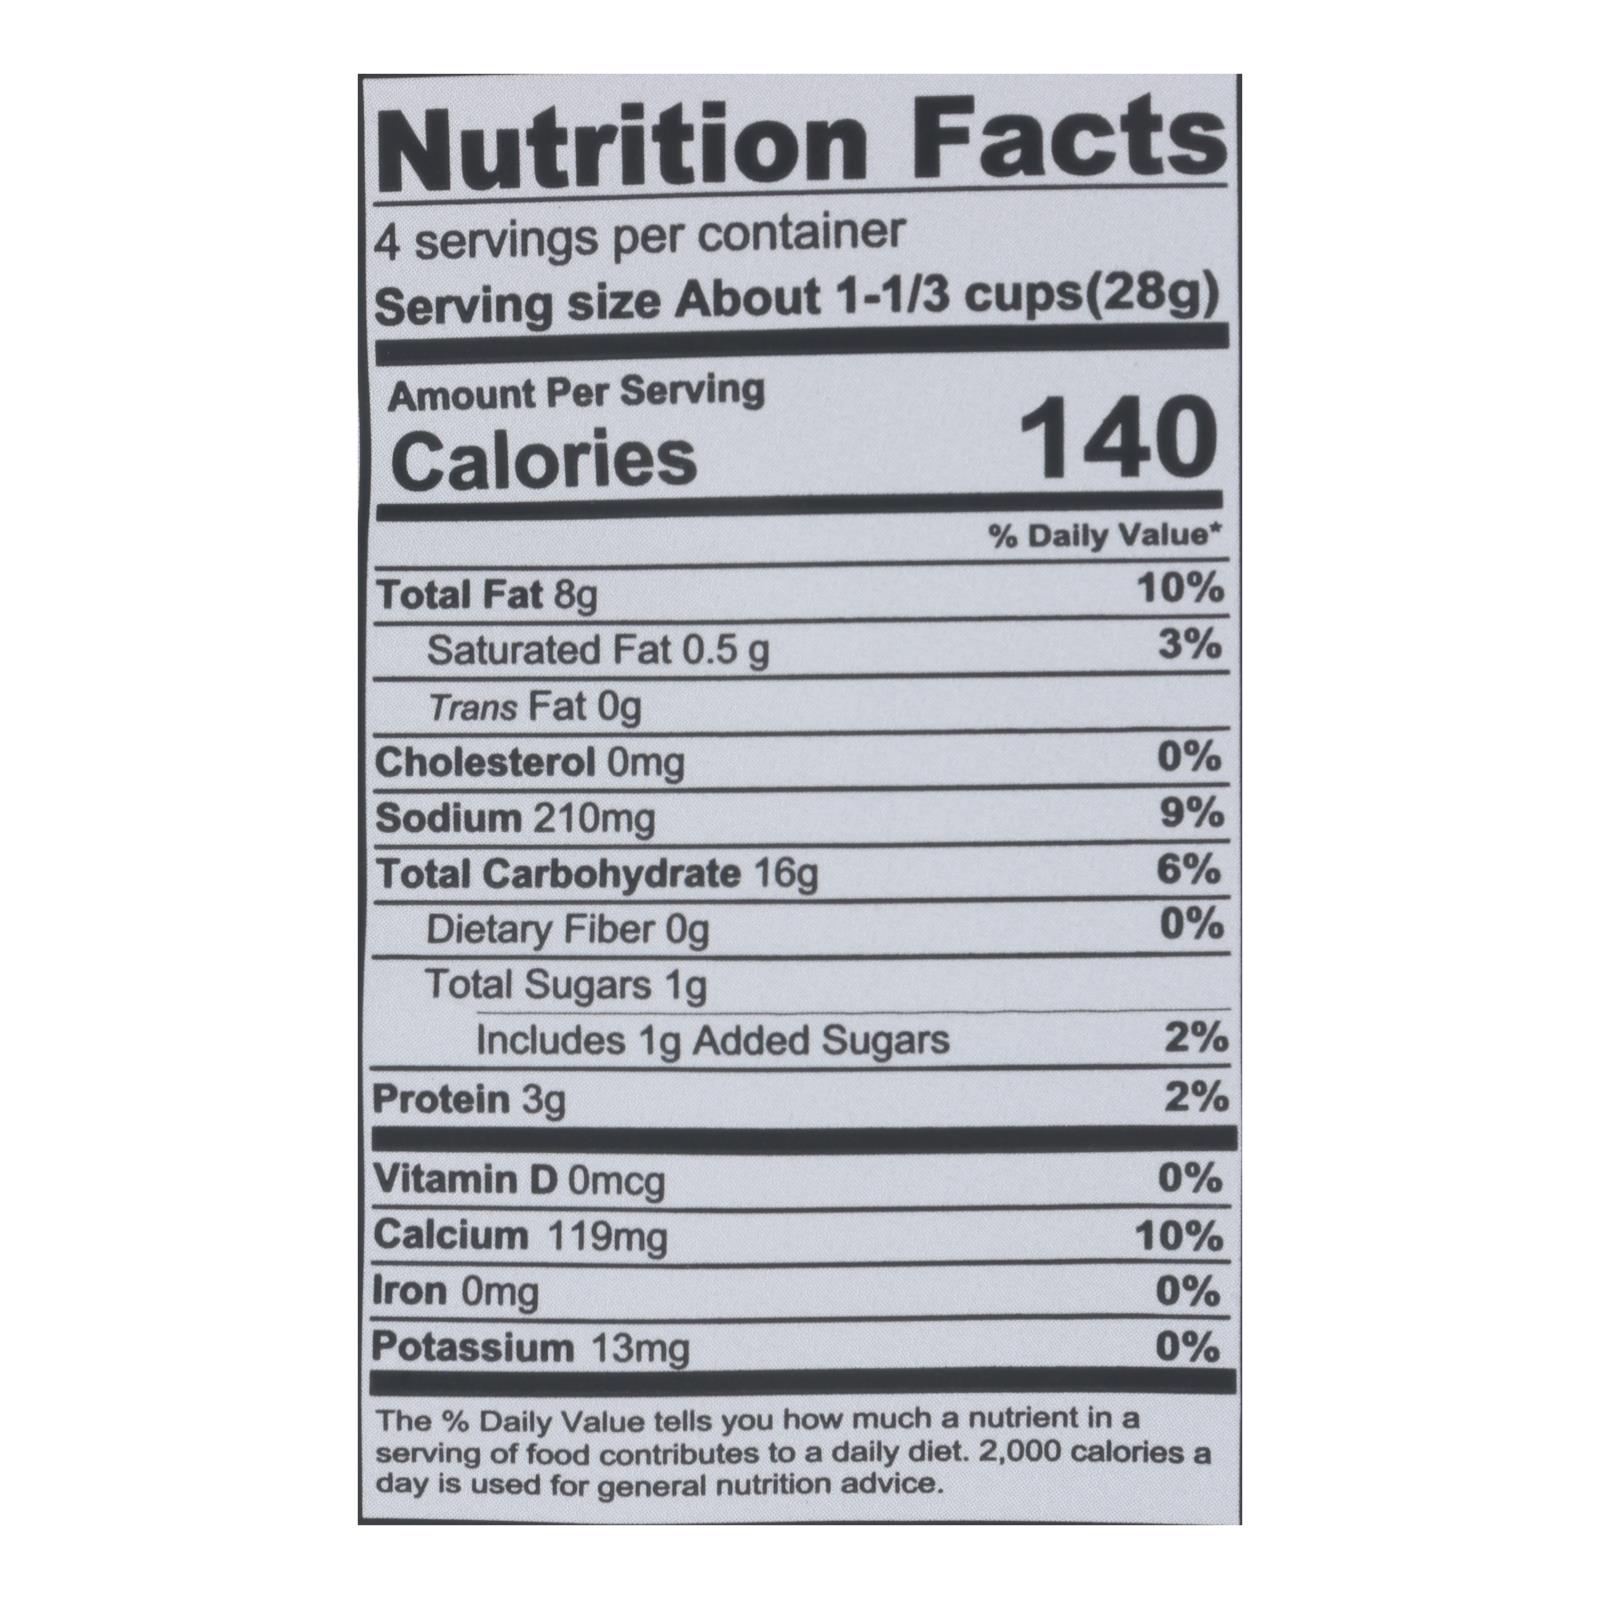 Nutrition Facts
4 servings per container
Serving size About 1-1/3 cups(28g)
Amount Per Serving
Calories 140
% Daily Value*
Total Fat 8g 10%
Saturated Fat 0.5 g 3%
Trans Fat 0g
Cholesterol 0mg 0%
Sodium 210mg 9%
Total Carbohydrate 16g 6%
Dietary Fiber 0g 0%
Total Sugars 1g
Includes 1g Added Sugars 2%
Protein 3g 2%
Vitamin D 0mcg 0%
Calcium 119mg 10%
Iron 0mg 0%
Potassium 13mg 0%
The % Daily Value tells you how much a nutrient in a
serving of food contributes to a daily diet. 2,000 calories a
day is used for general nutrition advice.